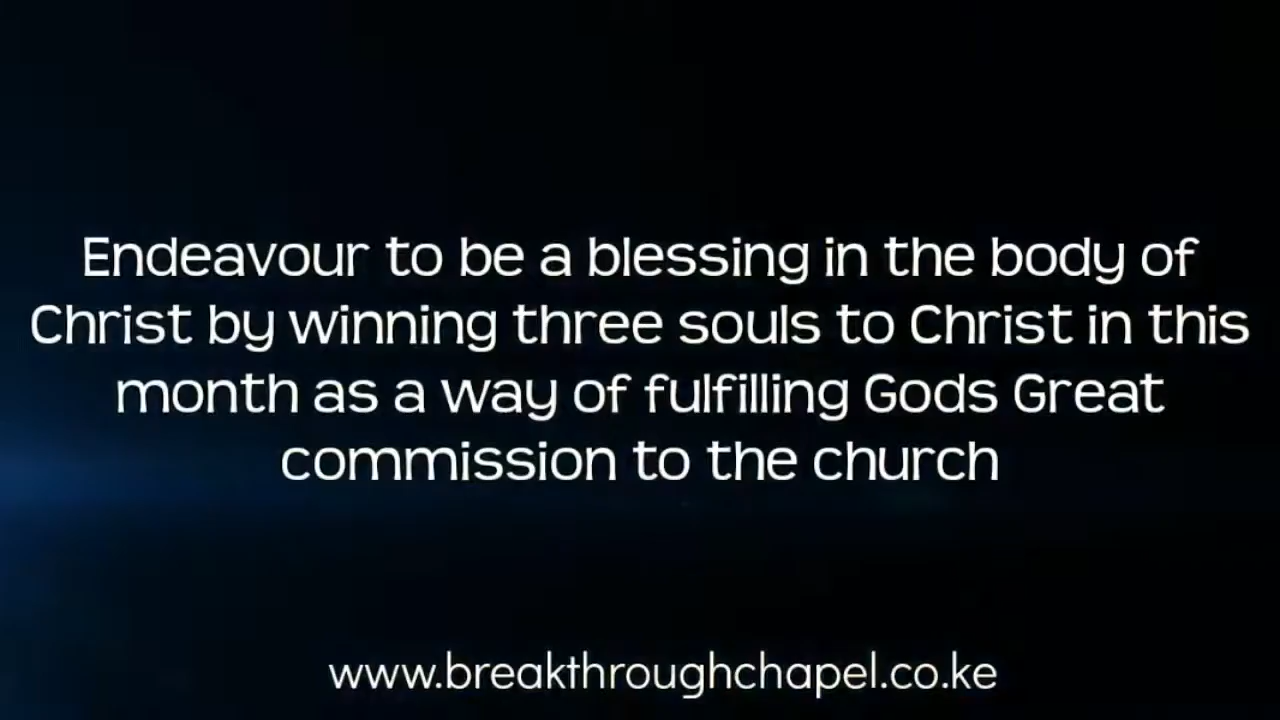 Endeavour to be a blessing in the body of
Christ by winning three souls to Christ in this
month as a way of fulfilling Gods Great
commission to the church
www.breakthroughchapel.co.ke